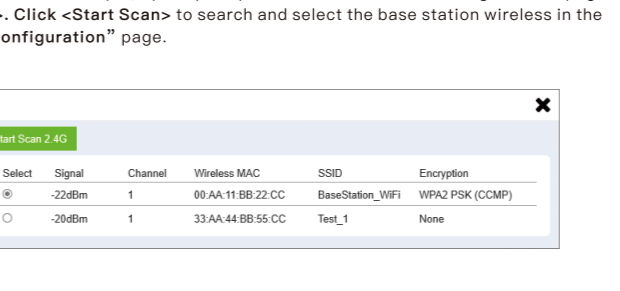 . Click <Start Scan> to search and select the base station wireless in the
onfiguration” page.
tart Scan 2.4G
Select Signal Channel Wireless MAC SSID Encryption
-22dBm 1 00:AA:11:BB:22:CC BaseStation_WiFi WPA2 PSK (CCMP)
-20dBm 1 33:AA:44:BB:55:CC Test_1 None